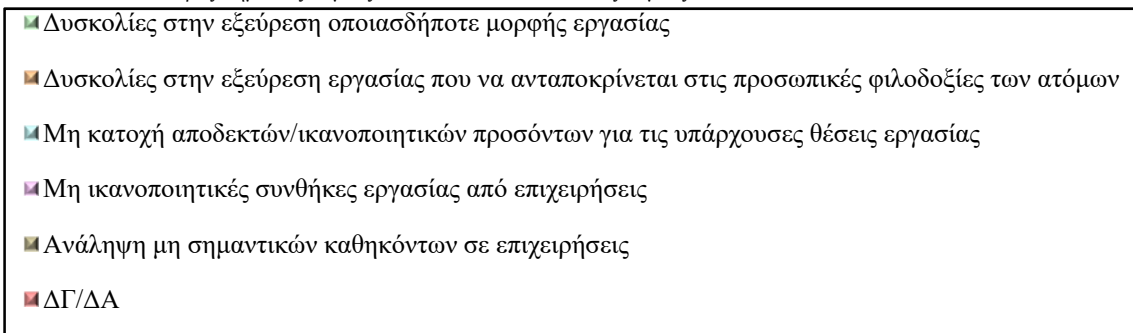 Δυσκολίες στην εξεύρεση οποιασδήποτε μορφής εργασίας
Δυσκολίες στην εξεύρεση εργασίας που να ανταποκρίνεται στις προσωπικές φιλοδοξίες των ατόμων
Μη κατοχή αποδεκτών/ικανοποιητικών προσόντων για τις υπάρχουσες θέσεις εργασίας
Μη ικανοποιητικές συνθήκες εργασίας από επιχειρήσεις
Ανάληψη μη σημαντικών καθηκόντων σε επιχειρήσεις
ΔΓ/ΔΑ